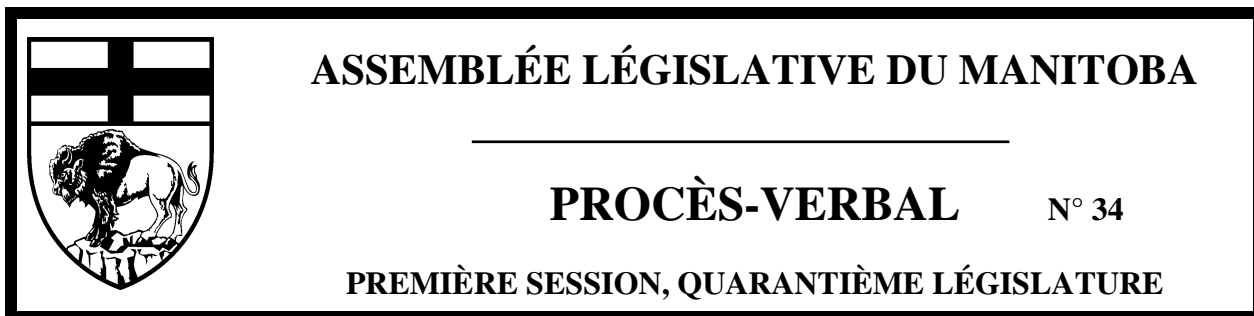 ASSEMBLÉE LÉGISLATIVE DU MANITOBA
PROCÈS-VERBAL N° 34
PREMIÈRE SESSION, QUARANTIÈME LÉGISLATURE